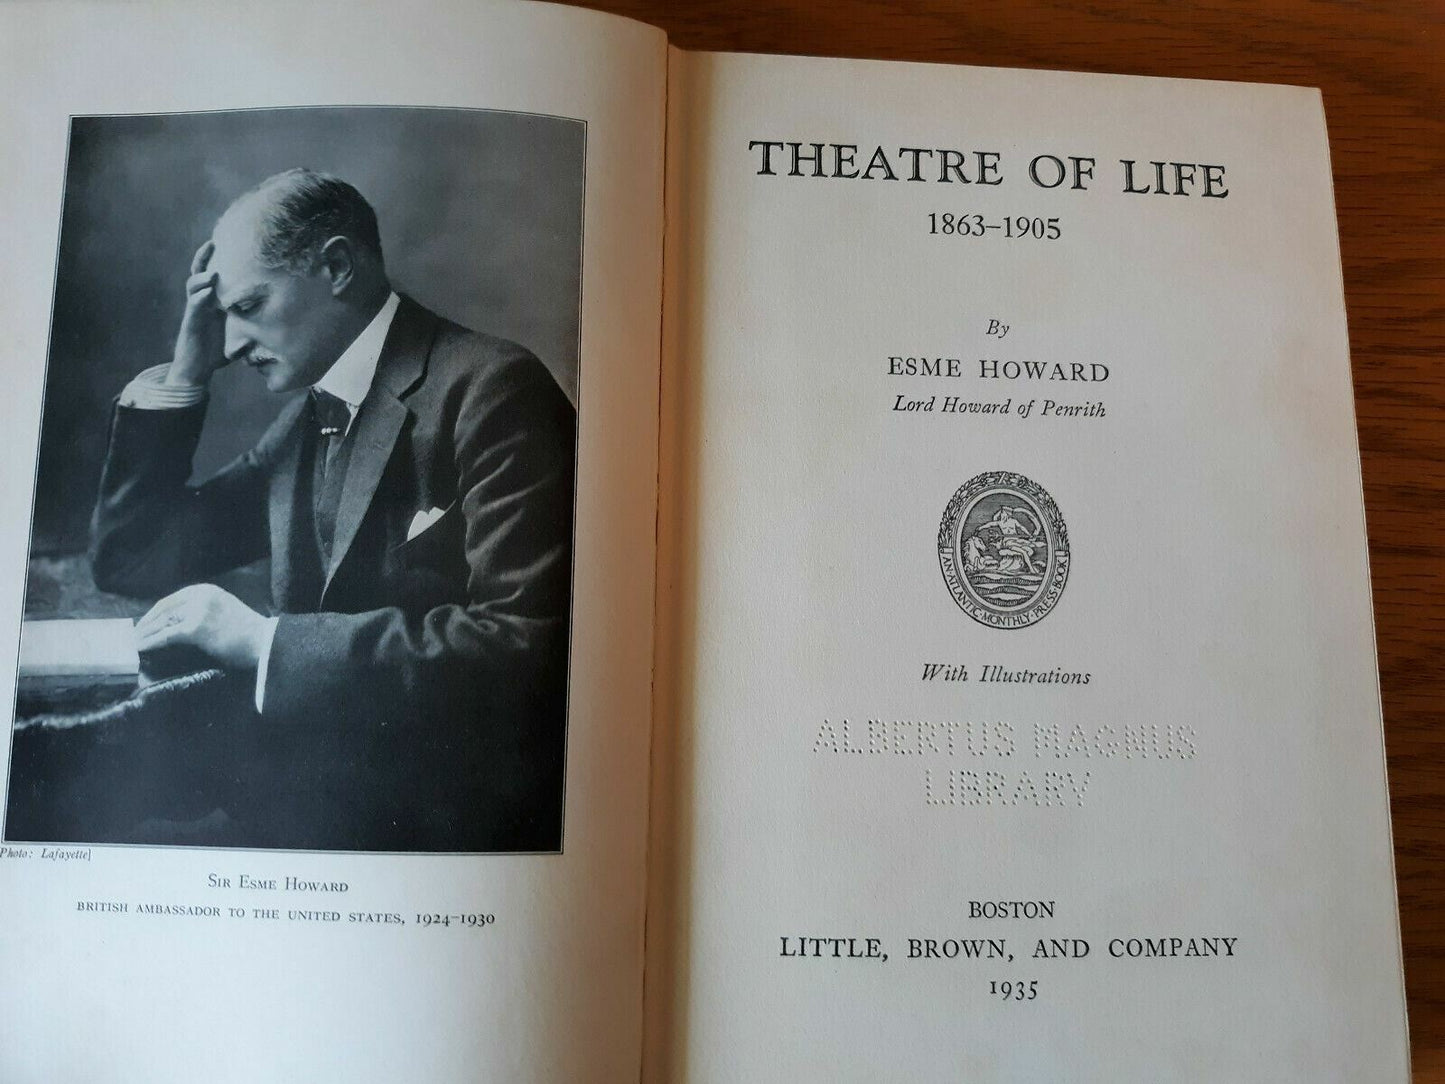 Photo: Lafayette]
SIR ESME HOWARD
BRITISH AMBASSADOR TO THE UNITED STATES, 1924–1930
THEATRE OF LIFE
1863–1905
By
ESME HOWARD
Lord Howard of Penrith
AN·ATLANTIC·MONTHLY·PRESS·BOOK
With Illustrations
ALBERTUS MAGNUS
LIBRARY
BOSTON
LITTLE, BROWN, AND COMPANY
1935